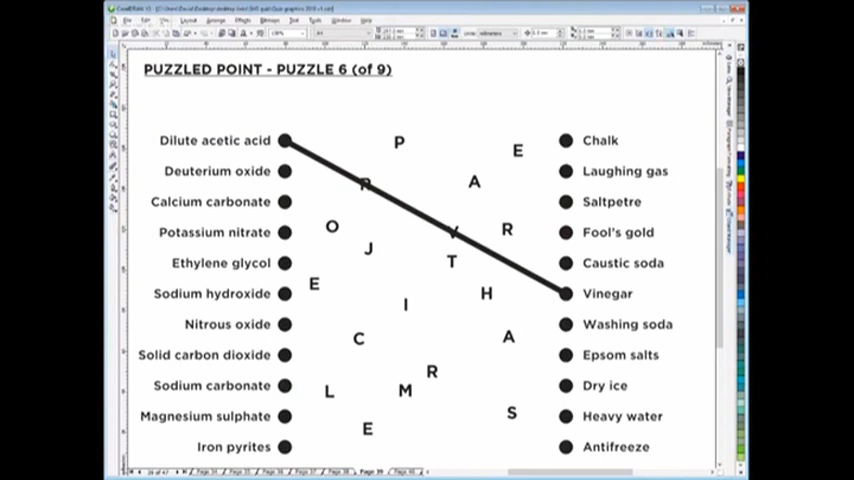 PUZZLED POINT - PUZZLE 6 (of 9)
Dilute acetic acid P E Chalk
Deuterium oxide R A Laughing gas
Calcium carbonate Saltpetre
Potassium nitrate O J V R Fool's gold
Ethylene glycol T Caustic soda
Sodium hydroxide E I H Vinegar
Nitrous oxide C A Washing soda
Solid carbon dioxide Epsom salts
Sodium carbonate L M R Dry ice
Magnesium sulphate E S Heavy water
Iron pyrites Antifreeze